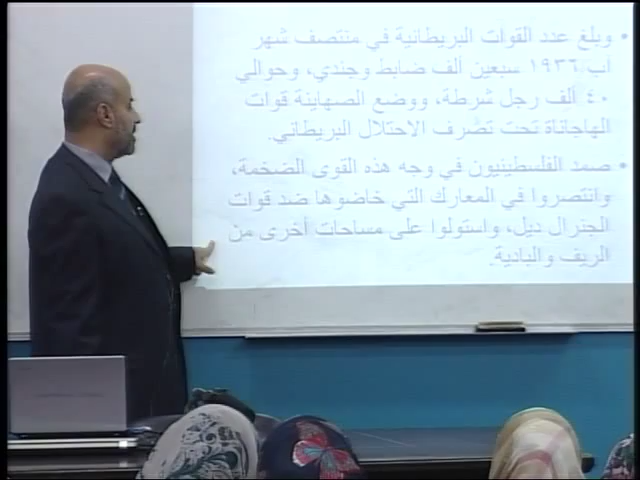 • وبلغ عدد القوات البريطانية في منتصف شهر
آب ١٩٣٦ سبعين ألف ضابط وجندي، وحوالي
٤٠ ألف رجل شرطة، ووضع الصهاينة قوات
الهاجاناة تحت تصرف الاحتلال البريطاني.
• صمد الفلسطينيون في وجه هذه القوى الضخمة،
وانتصروا في المعارك التي خاضوها ضد قوات
الجنرال ديل، واستولوا على مساحات أخرى من
الريف والبادية.